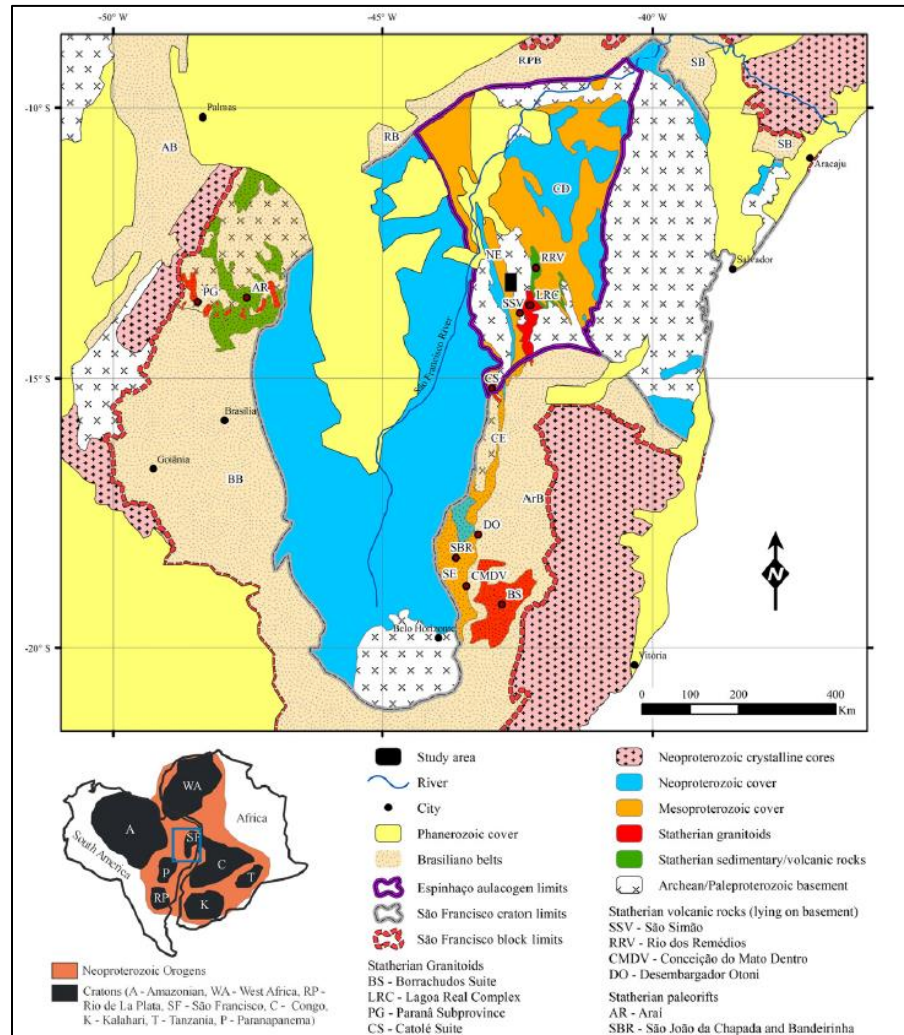 -50° W
-45° W
-40° W
RPB
SB
-10° S
Palmas
AB
RB
SB
Aracaju
CD
NE
RRV
Salvador
PG
AR
SSV
LRC
São Francisco River
-15° S
CS
Brasília
CE
Goiânia
BB
ArB
DO
SBR
SE
CMDV
BS
N
Belo Horizonte
-20° S
Vitória
0 100 200 400
Km
WA
Africa
A
SF
South America
P
C
T
RP
K
Neoproterozoic Orogens
Cratons (A - Amazonian, WA - West Africa, RP -
Rio de La Plata, SF - São Francisco, C - Congo,
K - Kalahari, T - Tanzania, P - Paranapanema)
Study area
River
City
Phanerozoic cover
Brasiliano belts
Espinhaço aulacogen limits
São Francisco craton limits
São Francisco block limits
Statherian Granitoids
BS - Borrachudos Suite
LRC - Lagoa Real Complex
PG - Paranã Subprovince
CS - Catolé Suite
Neoproterozoic crystalline cores
Neoproterozoic cover
Mesoproterozoic cover
Statherian granitoids
Statherian sedimentary/volcanic rocks
Archean/Paleproterozoic basement
Statherian volcanic rocks (lying on basement)
SSV - São Simão
RRV - Rio dos Remédios
CMDV - Conceição do Mato Dentro
DO - Desembargador Otoni
Statherian paleorifts
AR - Araí
SBR - São João da Chapada and Bandeirinha